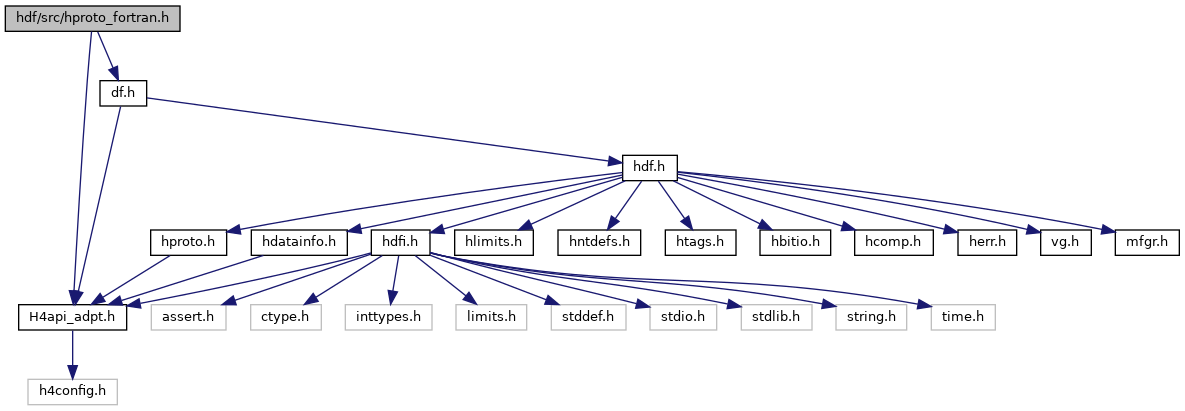 hdf/src/hproto_fortran.h
df.h
hdf.h
hproto.h
hdatainfo.h
hdfi.h
hlimits.h
hntdefs.h
htags.h
hbitio.h
hcomp.h
herr.h
vg.h
mfgr.h
H4api_adpt.h
assert.h
ctype.h
inttypes.h
limits.h
stddef.h
stdio.h
stdlib.h
string.h
time.h
h4config.h